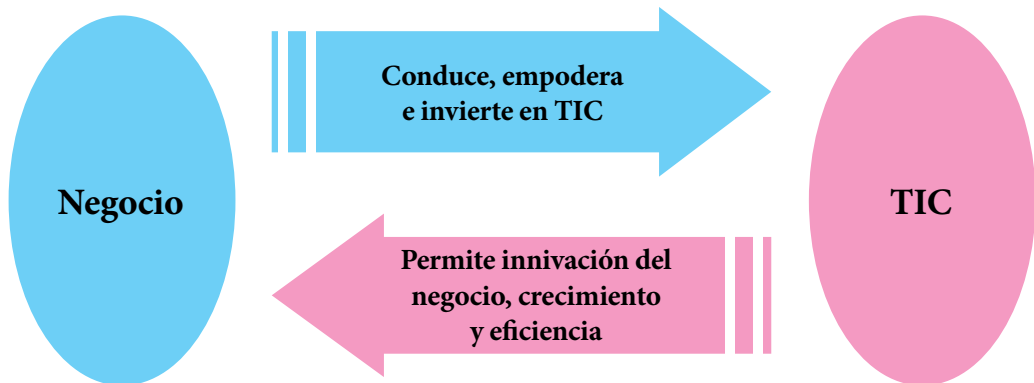 Negocio
Conduce, empodera
e invierte en TIC
TIC
Permite innivación del
negocio, crecimiento
y eficiencia